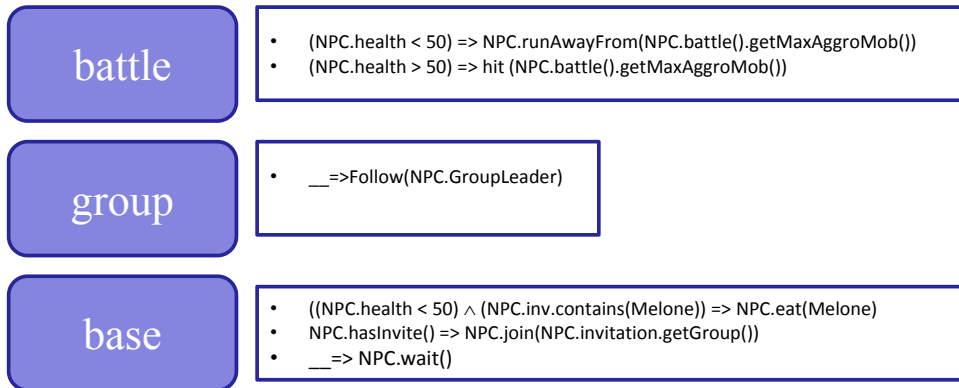 battle
• (NPC.health < 50) => NPC.runAwayFrom(NPC.battle().getMaxAggroMob())
• (NPC.health > 50) => hit (NPC.battle().getMaxAggroMob())
group
• __=>Follow(NPC.GroupLeader)
base
• ((NPC.health < 50) ∧ (NPC.inv.contains(Melone)) => NPC.eat(Melone)
• NPC.hasInvite() => NPC.join(NPC.invitation.getGroup())
• __=> NPC.wait()